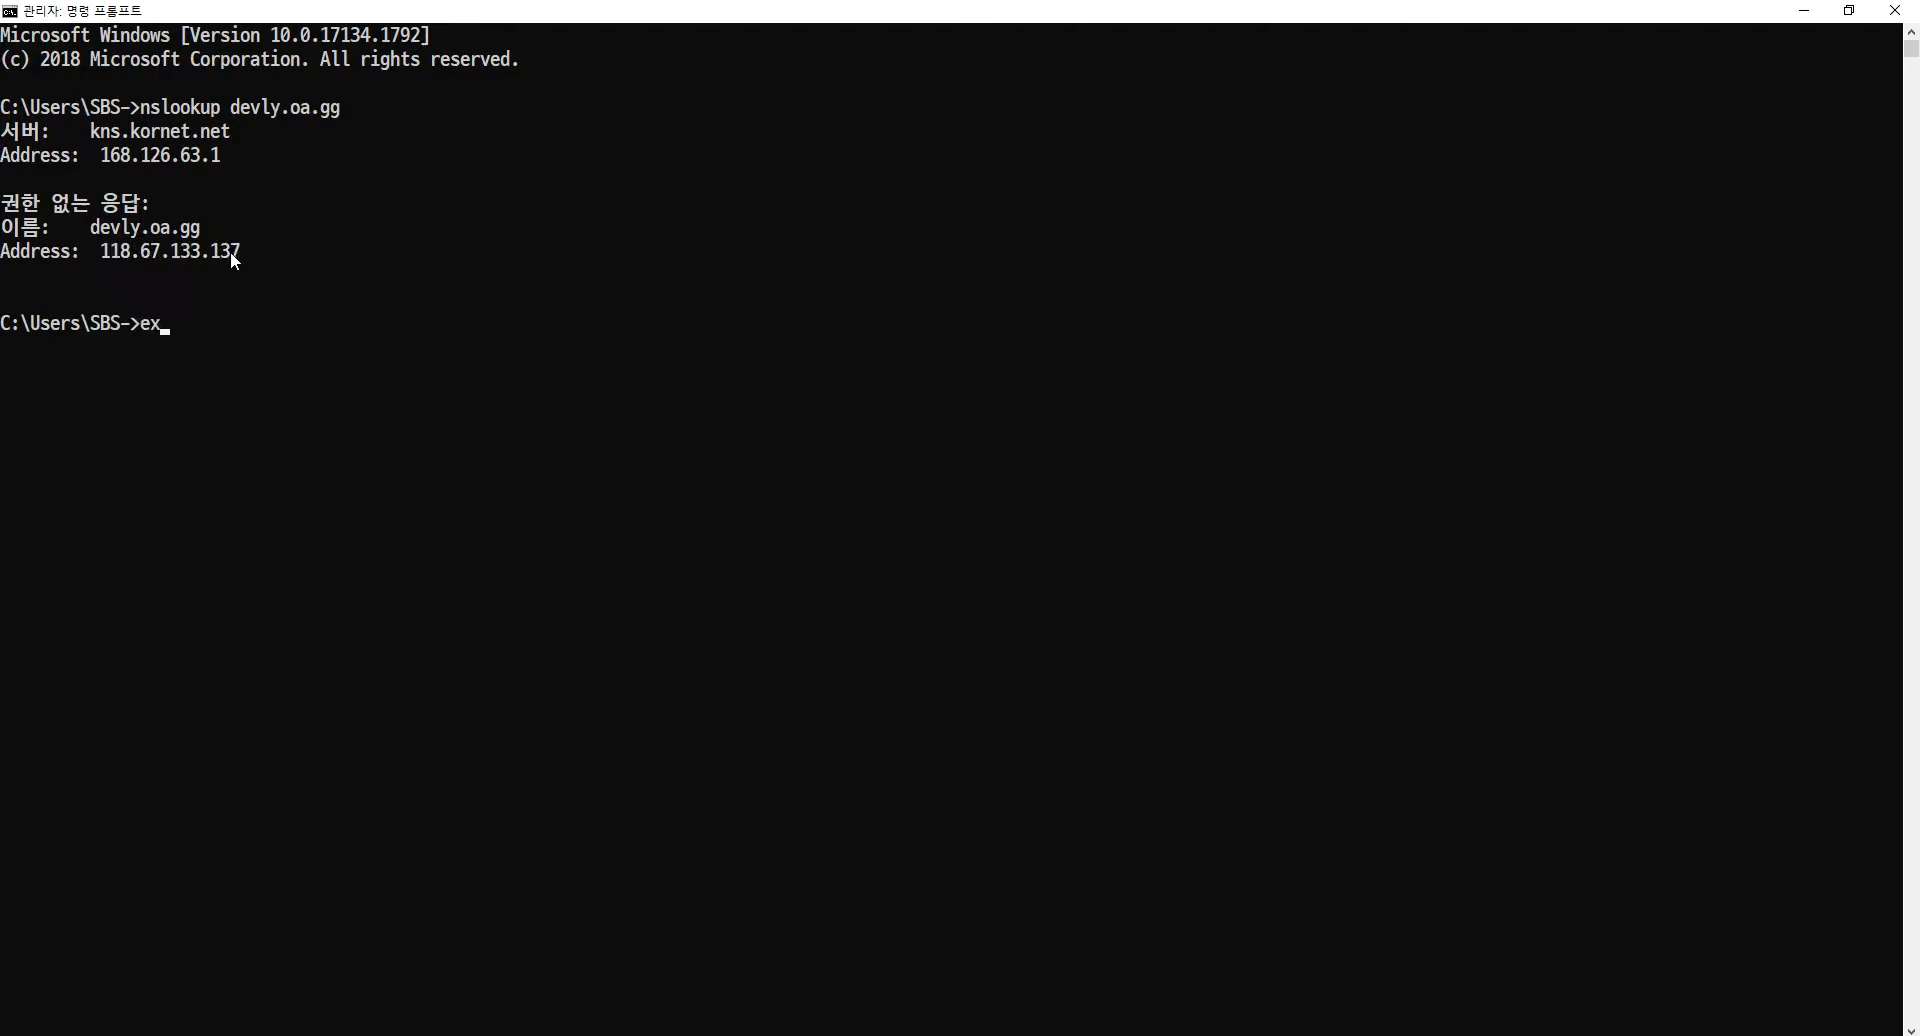 관리자: 명령 프롬프트
Microsoft Windows [Version 10.0.17134.1792]
(c) 2018 Microsoft Corporation. All rights reserved.
C:\Users\SBS->nslookup devly.oa.gg
서버:    kns.kornet.net
Address:  168.126.63.1
권한 없는 응답:
이름:    devly.oa.gg
Address:  118.67.133.137
C:\Users\SBS->ex